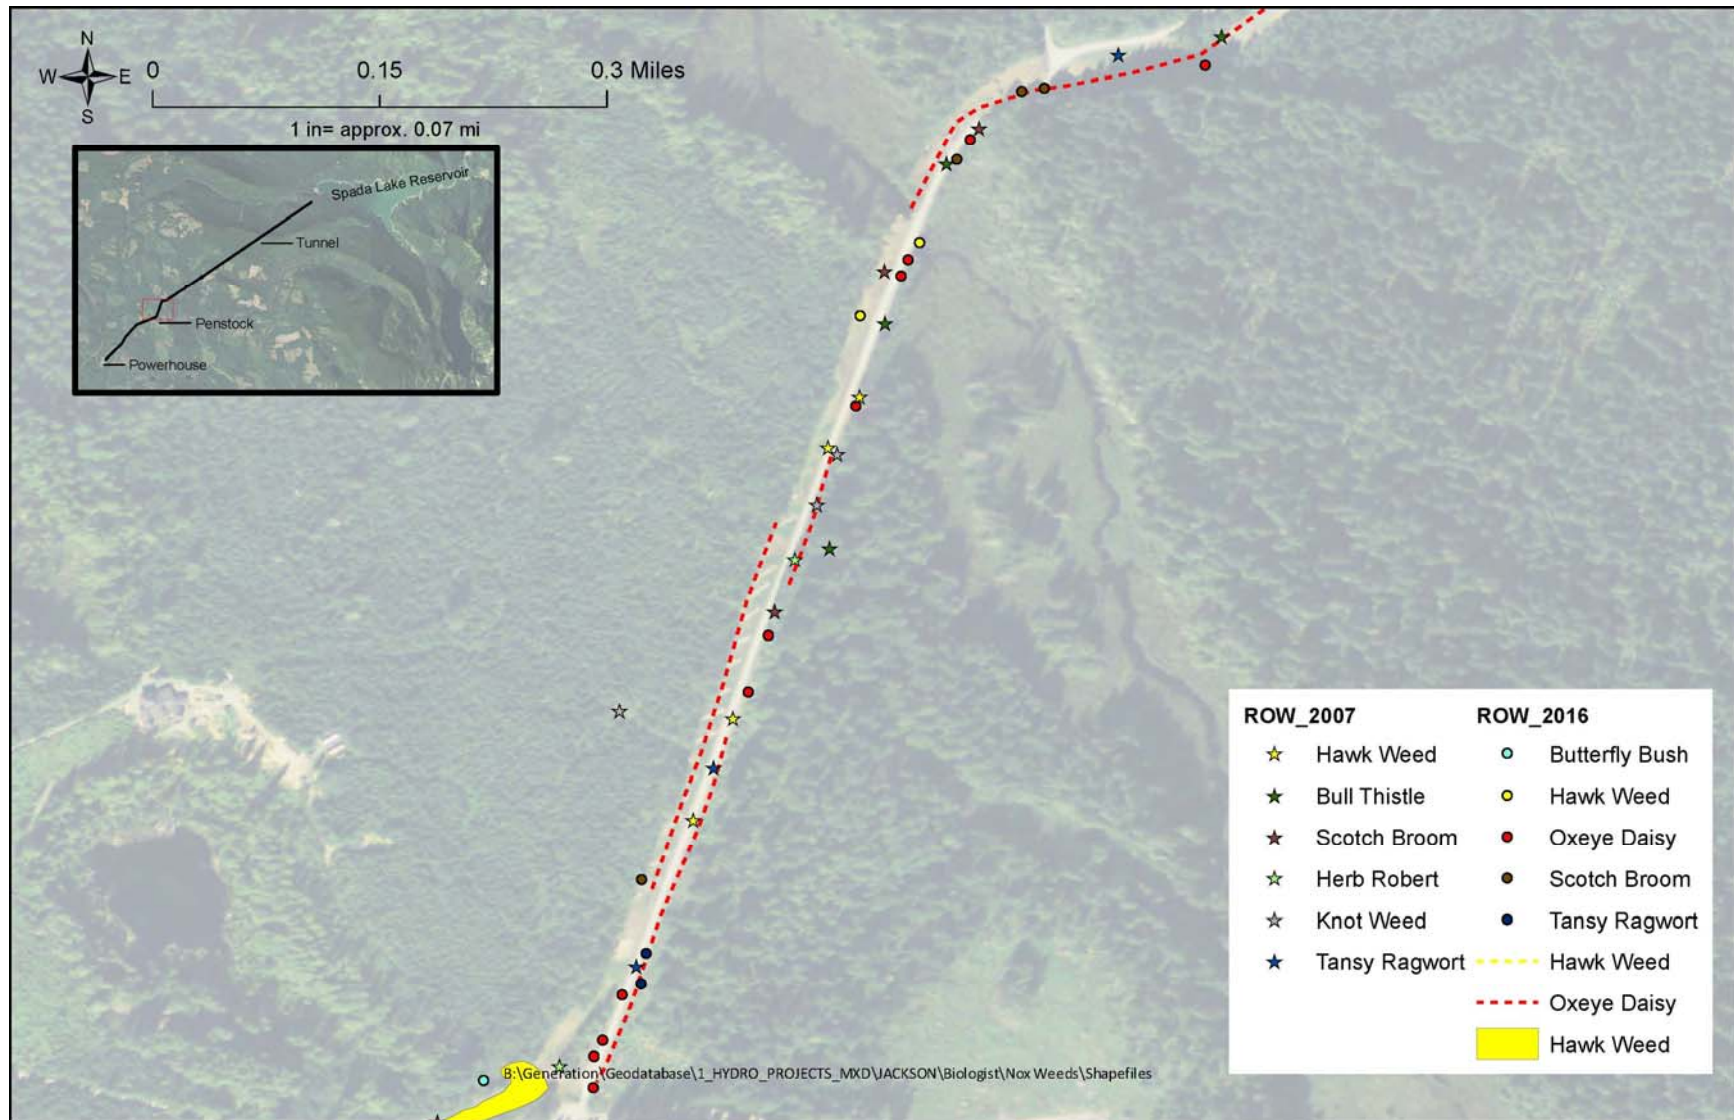 N
W E
S
0 0.15 0.3 Miles
1 in= approx. 0.07 mi
Spada Lake Reservoir
Tunnel
Penstock
Powerhouse
ROW_2007 ROW_2016
Hawk Weed Butterfly Bush
Bull Thistle Hawk Weed
Scotch Broom Oxeye Daisy
Herb Robert Scotch Broom
Knot Weed Tansy Ragwort
Tansy Ragwort Hawk Weed
Oxeye Daisy
Hawk Weed
B:\Generation\Geodatabase\1_HYDRO_PROJECTS_MXD\JACKSON\Biologist\Nox Weeds\Shapefiles